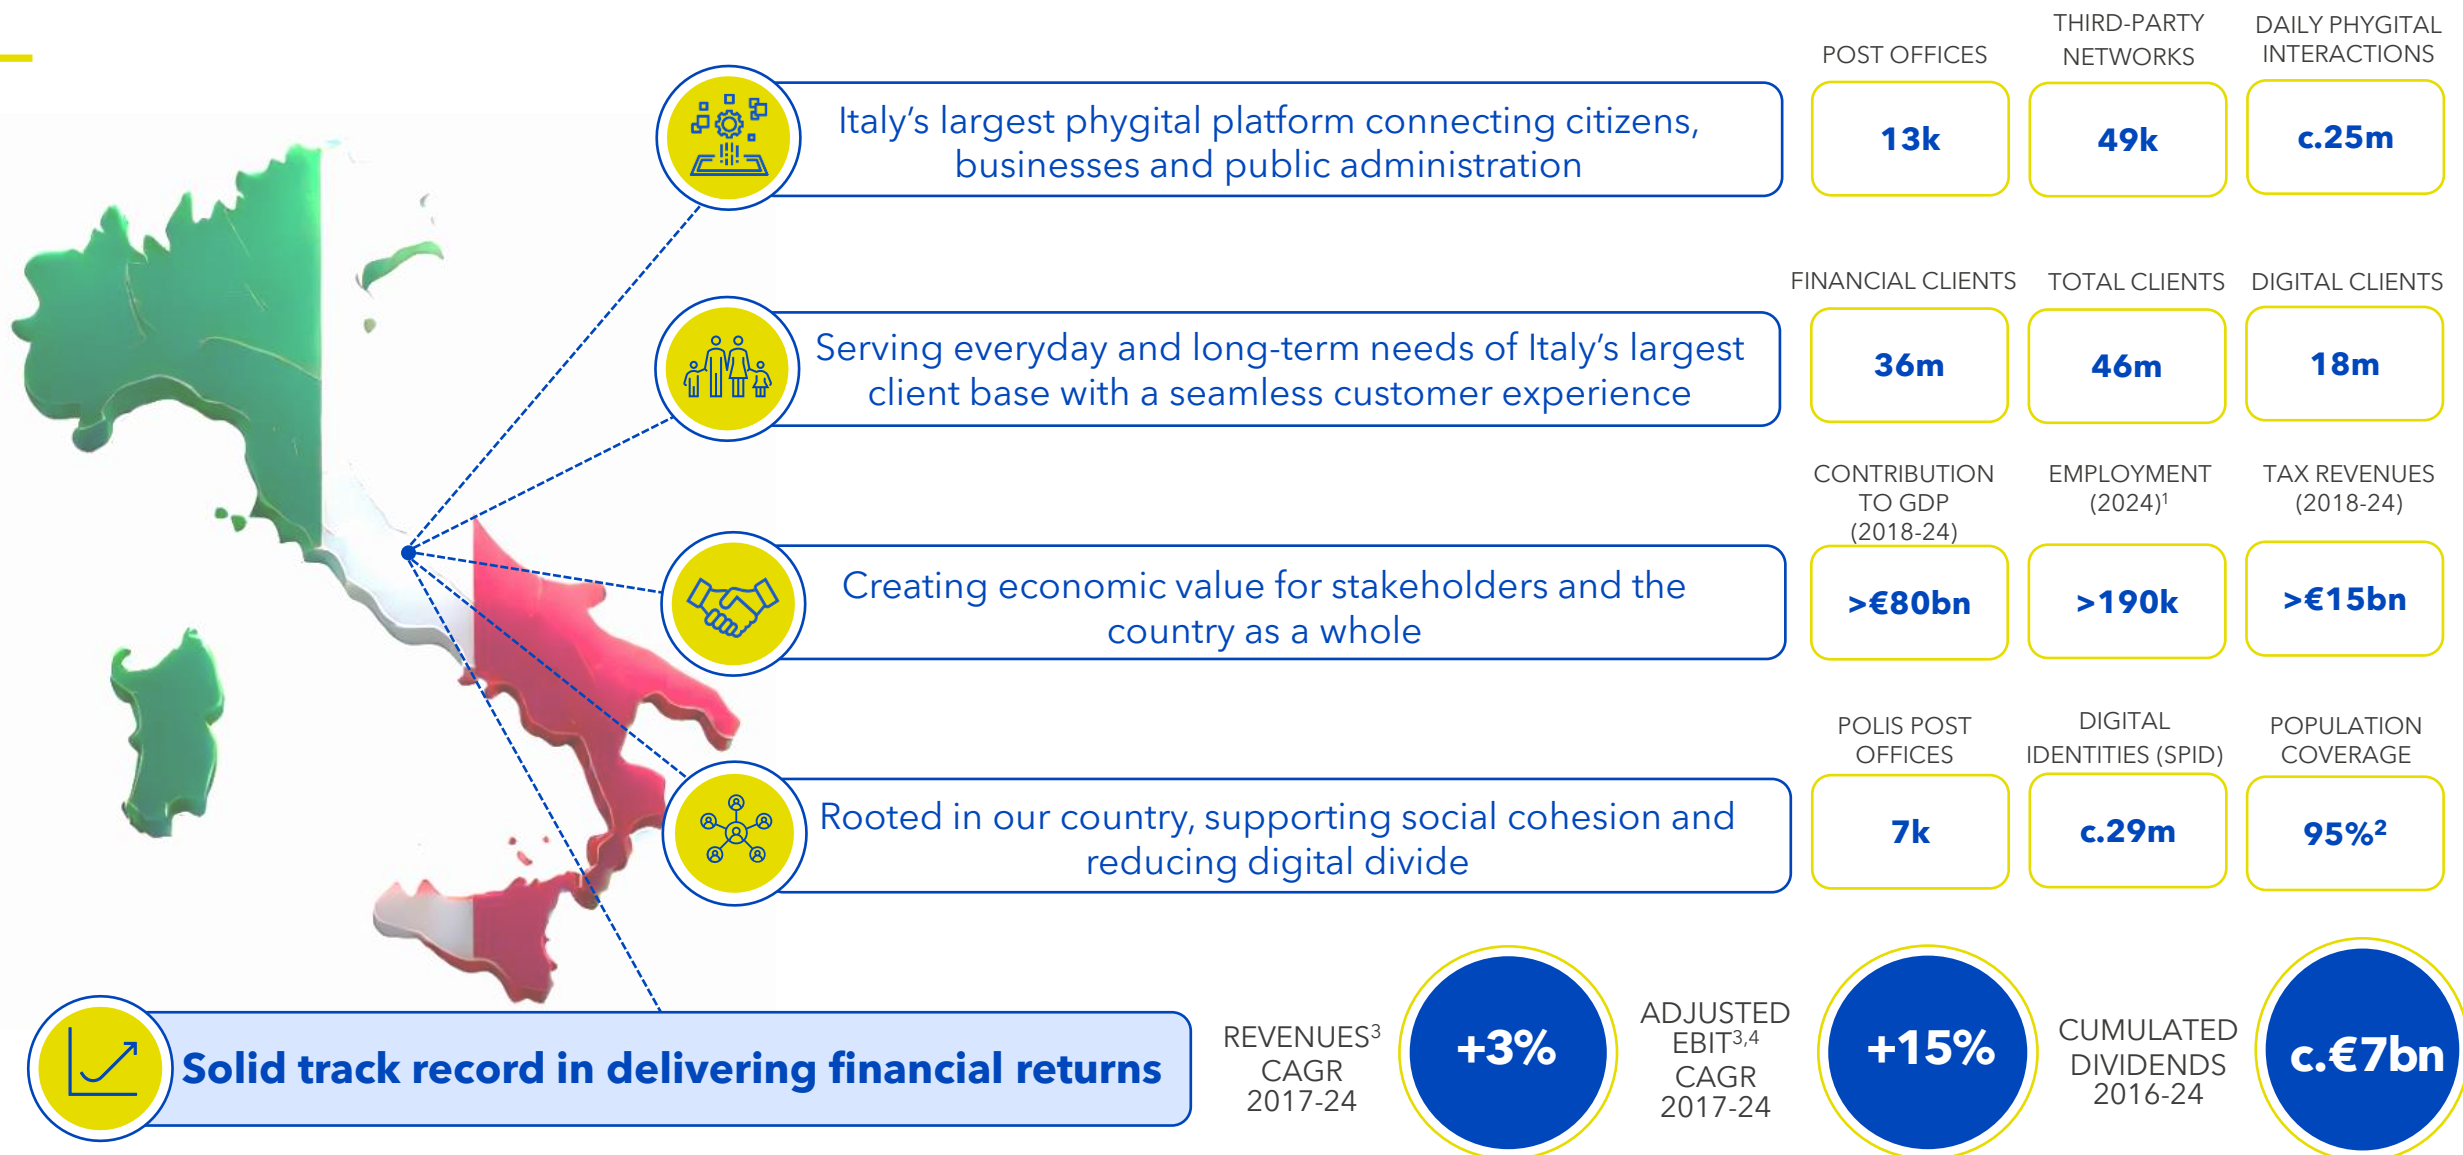 POST OFFICES
THIRD-PARTY
NETWORKS
DAILY PHYGITAL
INTERACTIONS
Italy's largest phygital platform connecting citizens,
businesses and public administration
13k
49k
c.25m
FINANCIAL CLIENTS
TOTAL CLIENTS
DIGITAL CLIENTS
Serving everyday and long-term needs of Italy's largest
client base with a seamless customer experience
36m
46m
18m
CONTRIBUTION
TO GDP
(2018-24)
EMPLOYMENT
(2024)¹
TAX REVENUES
(2018-24)
Creating economic value for stakeholders and the
country as a whole
>€80bn
>190k
>€15bn
POLIS POST
OFFICES
DIGITAL
IDENTITIES (SPID)
POPULATION
COVERAGE
Rooted in our country, supporting social cohesion and
reducing digital divide
7k
c.29m
95%²
Solid track record in delivering financial returns
REVENUES³
CAGR
2017-24
+3%
ADJUSTED
EBIT³,⁴
CAGR
2017-24
+15%
CUMULATED
DIVIDENDS
2016-24
c.€7bn